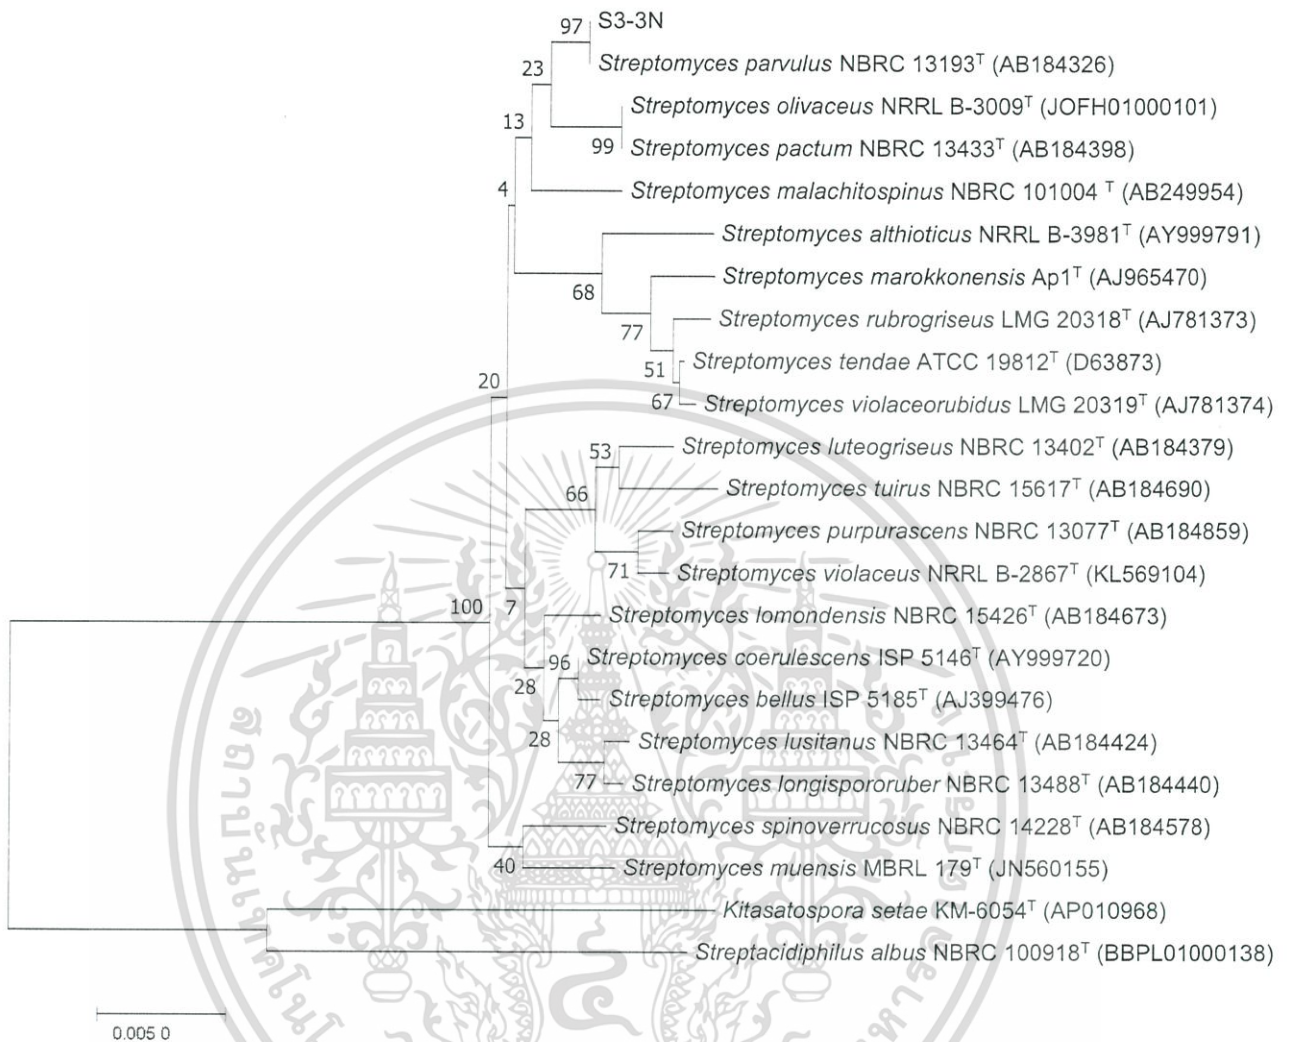 97
S3-3N
Streptomyces parvulus NBRC 13193ᵀ (AB184326)
23
Streptomyces olivaceus NRRL B-3009ᵀ (JOFH01000101)
13
99
Streptomyces pactum NBRC 13433ᵀ (AB184398)
4
Streptomyces malachitospinus NBRC 101004 ᵀ (AB249954)
Streptomyces althioticus NRRL B-3981ᵀ (AY999791)
Streptomyces marokkonensis Ap1ᵀ (AJ965470)
68
Streptomyces rubrogriseus LMG 20318ᵀ (AJ781373)
77
Streptomyces tendae ATCC 19812ᵀ (D63873)
51
20
67
Streptomyces violaceorubidus LMG 20319ᵀ (AJ781374)
53
Streptomyces luteogriseus NBRC 13402ᵀ (AB184379)
66
Streptomyces tuirus NBRC 15617ᵀ (AB184690)
Streptomyces purpurascens NBRC 13077ᵀ (AB184859)
71
Streptomyces violaceus NRRL B-2867ᵀ (KL569104)
100
7
Streptomyces lomondensis NBRC 15426ᵀ (AB184673)
96
Streptomyces coerulescens ISP 5146ᵀ (AY999720)
28
Streptomyces bellus ISP 5185ᵀ (AJ399476)
28
Streptomyces lusitanus NBRC 13464ᵀ (AB184424)
77
Streptomyces longispororuber NBRC 13488ᵀ (AB184440)
Streptomyces spinoverrucosus NBRC 14228ᵀ (AB184578)
40
Streptomyces muensis MBRL 179ᵀ (JN560155)
Kitasatospora setae KM-6054ᵀ (AP010968)
Streptacidiphilus albus NBRC 100918ᵀ (BBPL01000138)
0.005 0